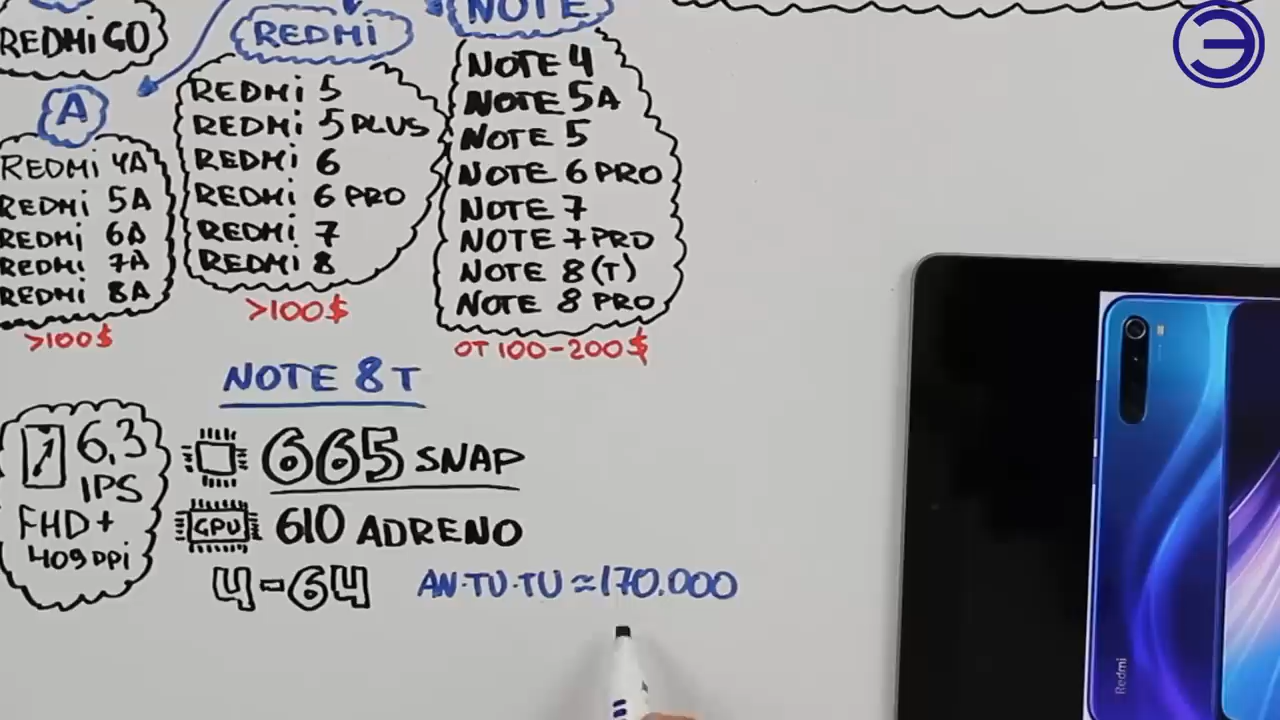 REDMi GO
A
REDMI 4A
REDMI 5A
REDMI 6A
REDMI 7A
REDMI 8A
>100$
REDMI
REDMI 5
REDMI 5 PLUS
REDMI 6
REDMI 6 PRO
REDMI 7
REDMI 8
>100$
NOTE
NOTE 4
NOTE 5A
NOTE 5
NOTE 6 PRO
NOTE 7
NOTE 7 PRO
NOTE 8 (T)
NOTE 8 PRO
ОТ 100-200$
NOTE 8T
6,3
IPS
FHD+
409 DPI
665 SNAP
GPU 610 ADRENO
4-64
AN-TU-TU ≈170.000
Э
Redmi